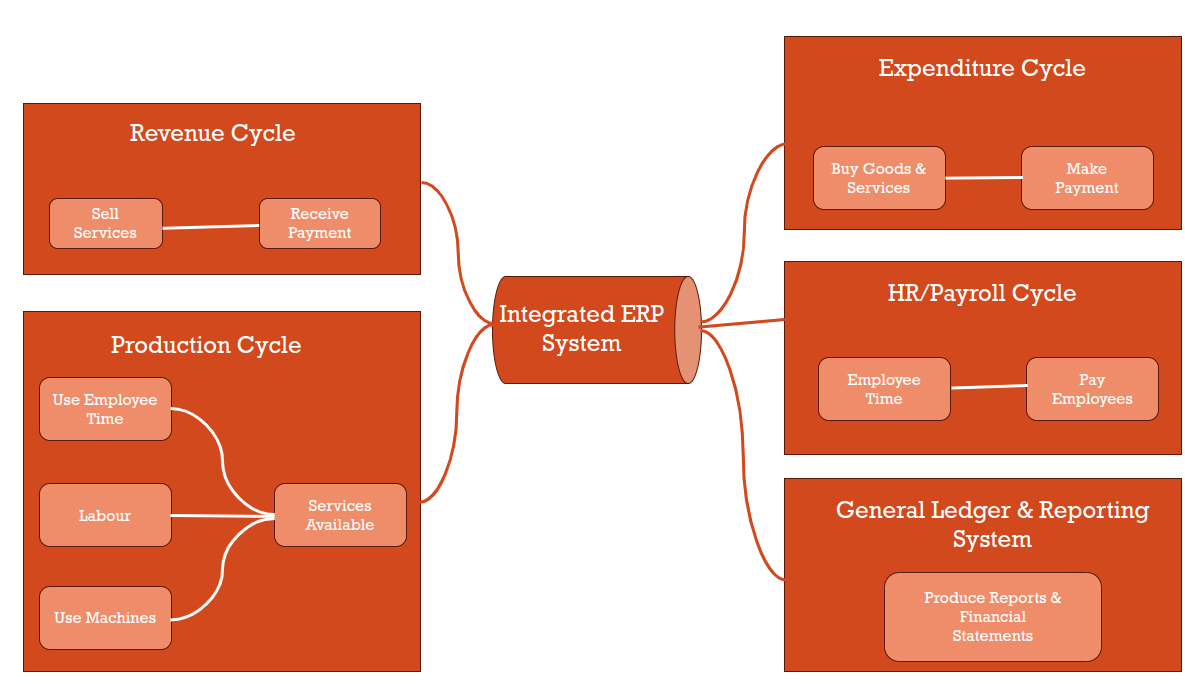 Revenue Cycle
Sell
Services
Receive
Payment
Production Cycle
Use Employee
Time
Labour
Use Machines
Services
Available
Integrated ERP
System
Expenditure Cycle
Buy Goods &
Services
Make
Payment
HR/Payroll Cycle
Employee
Time
Pay
Employees
General Ledger & Reporting
System
Produce Reports &
Financial
Statements